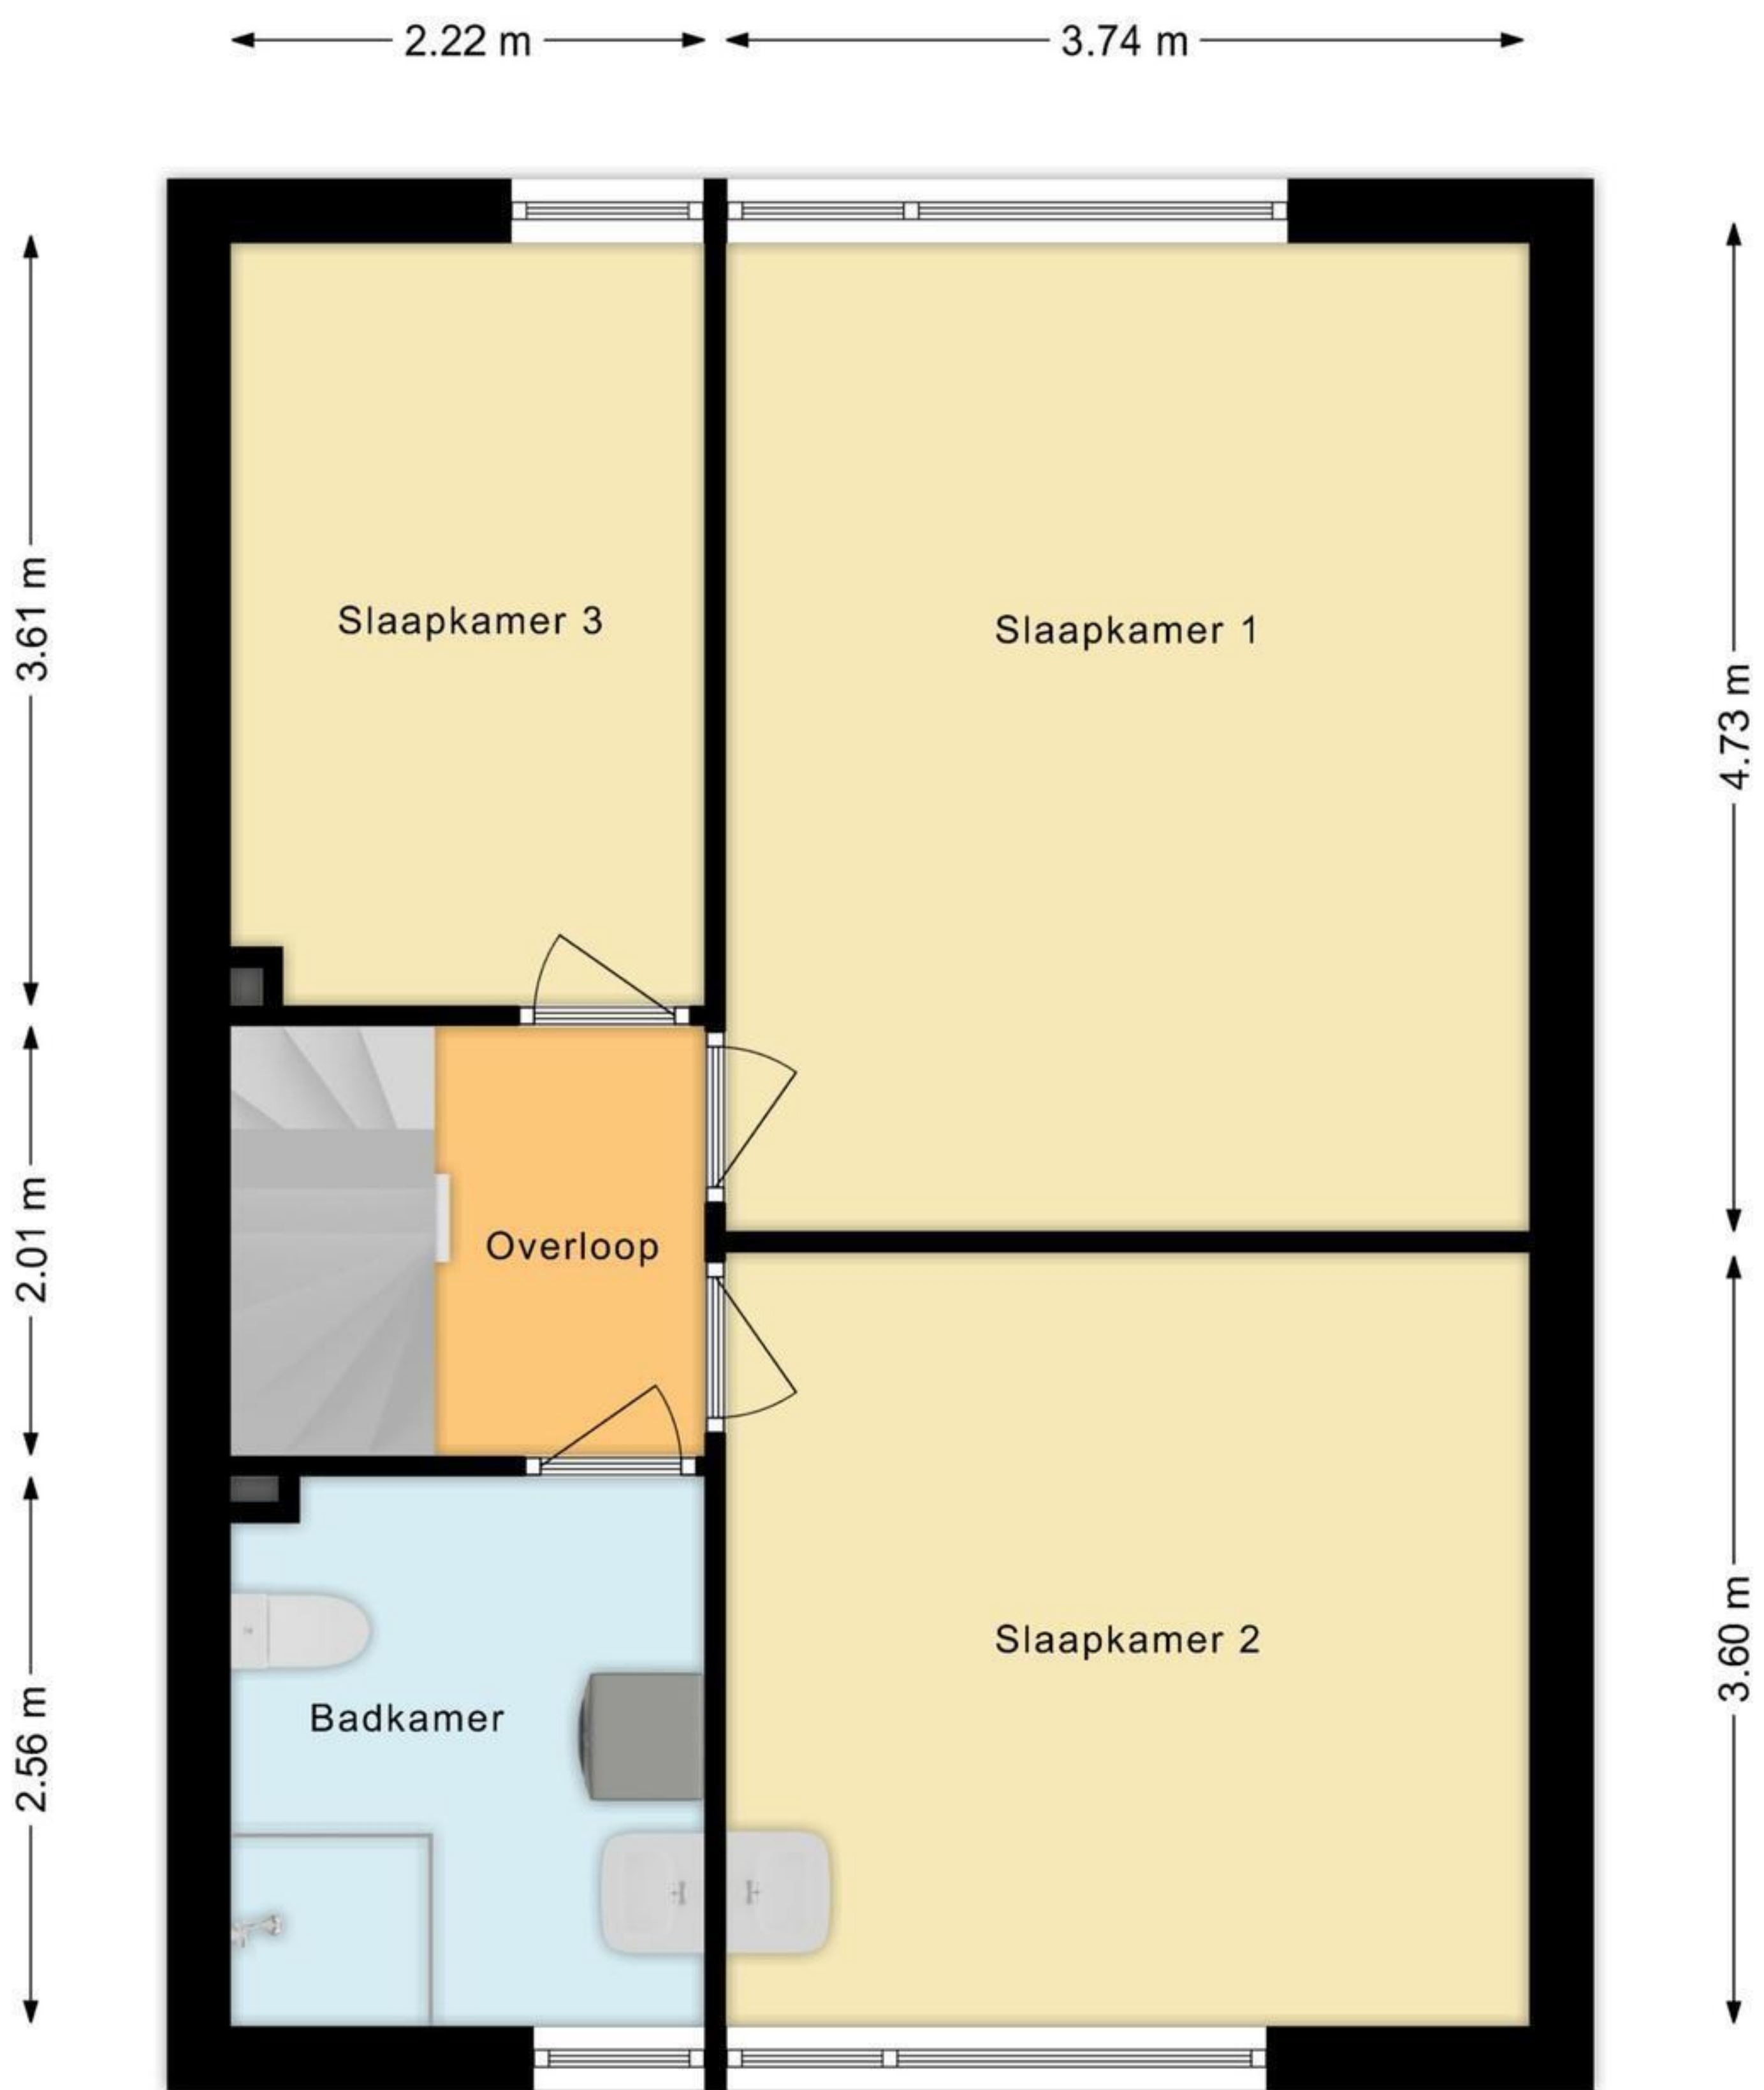 2.22 m
3.74 m
3.61 m
Slaapkamer 3
Slaapkamer 1
4.73 m
2.01 m
Overloop
3.60 m
Slaapkamer 2
2.56 m
Badkamer